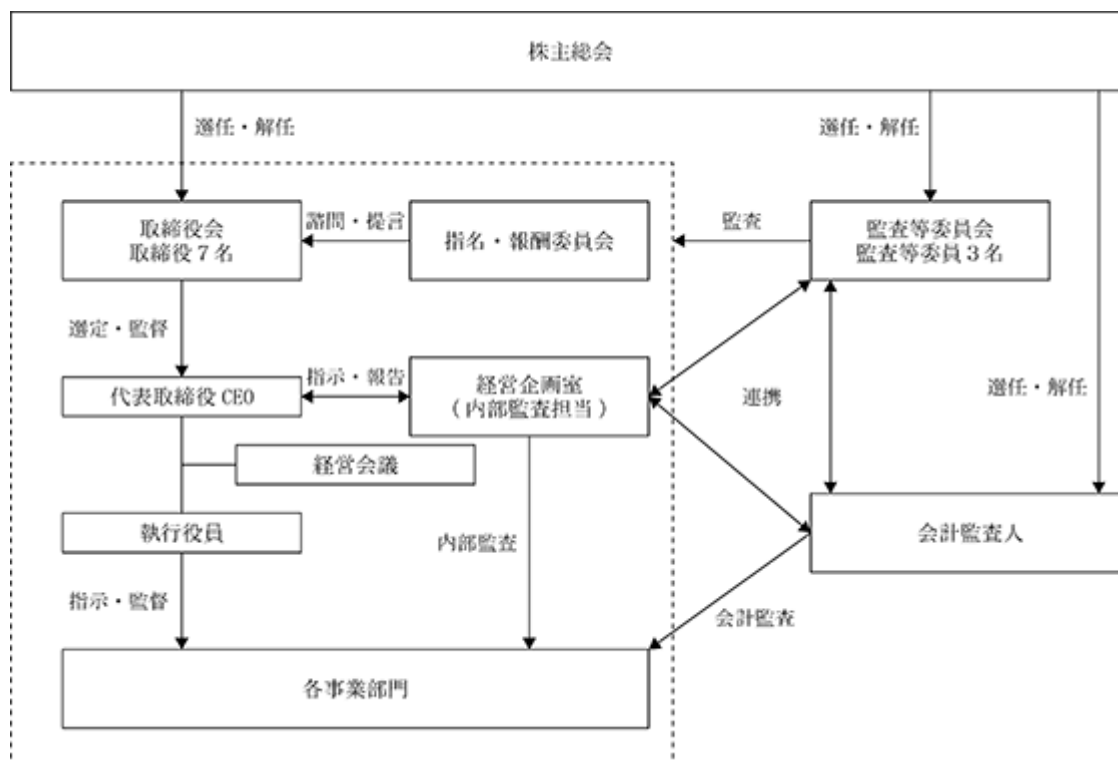 株主総会
選任・解任
選任・解任
取締役会
取締役７名
諮問・提言
指名・報酬委員会
監査
監査等委員会
監査等委員３名
選定・監督
代表取締役 CEO
指示・報告
経営企画室
（内部監査担当）
連携
選任・解任
経営会議
執行役員
内部監査
会計監査人
指示・監督
会計監査
各事業部門